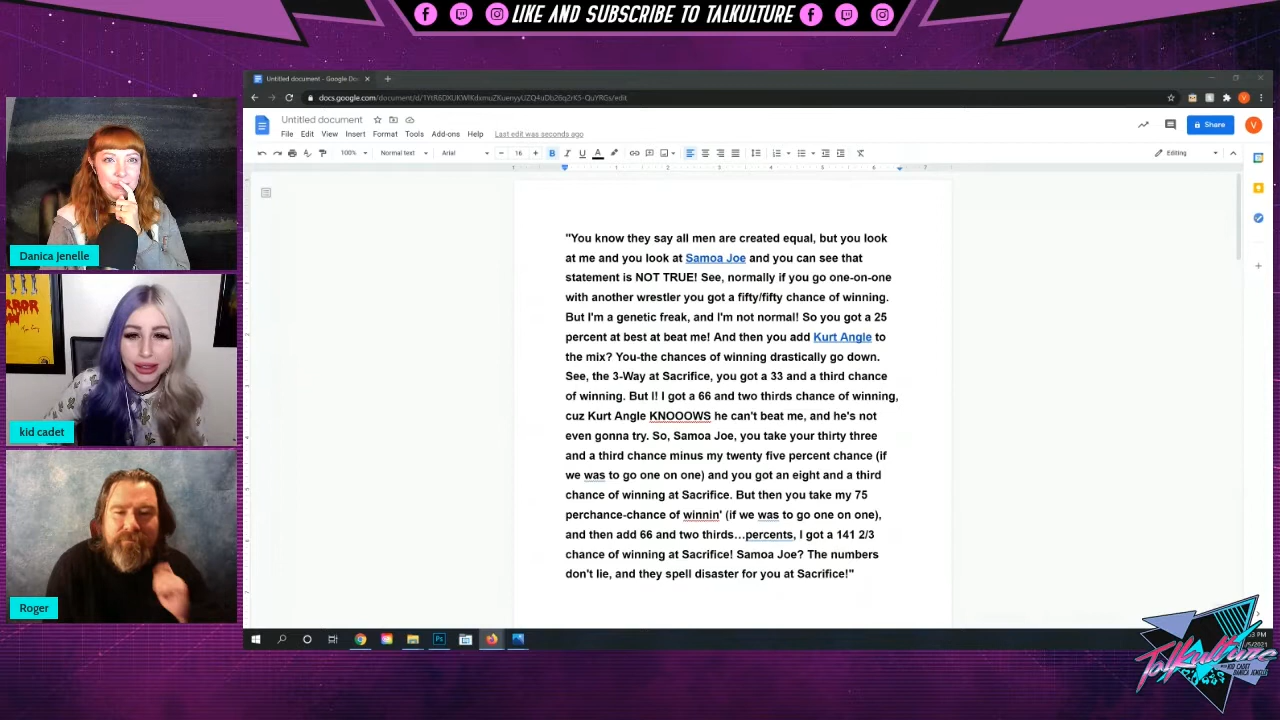 LIKE AND SUBSCRIBE TO TALKULTURE
Untitled document - Google Do
Untitled document
File Edit View Insert Format Tools Add-ons Help Last edit was seconds ago
Share
100% Normal text Arial 16 Editing
"You know they say all men are created equal, but you look
at me and you look at Samoa Joe and you can see that
statement is NOT TRUE! See, normally if you go one-on-one
with another wrestler you got a fifty/fifty chance of winning.
But I'm a genetic freak, and I'm not normal! So you got a 25
percent at best at beat me! And then you add Kurt Angle to
the mix? You-the chances of winning drastically go down.
See, the 3-Way at Sacrifice, you got a 33 and a third chance
of winning. But I! I got a 66 and two thirds chance of winning,
cuz Kurt Angle KNOOOWS he can't beat me, and he's not
even gonna try. So, Samoa Joe, you take your thirty three
and a third chance minus my twenty five percent chance (if
we was to go one on one) and you got an eight and a third
chance of winning at Sacrifice. But then you take my 75
perchance-chance of winnin' (if we was to go one on one),
and then add 66 and two thirds…percents, I got a 141 2/3
chance of winning at Sacrifice! Samoa Joe? The numbers
don't lie, and they spell disaster for you at Sacrifice!"
Danica Jenelle
kid cadet
Roger
Talkulture
WITH KID CADET
DANICA JENELLE